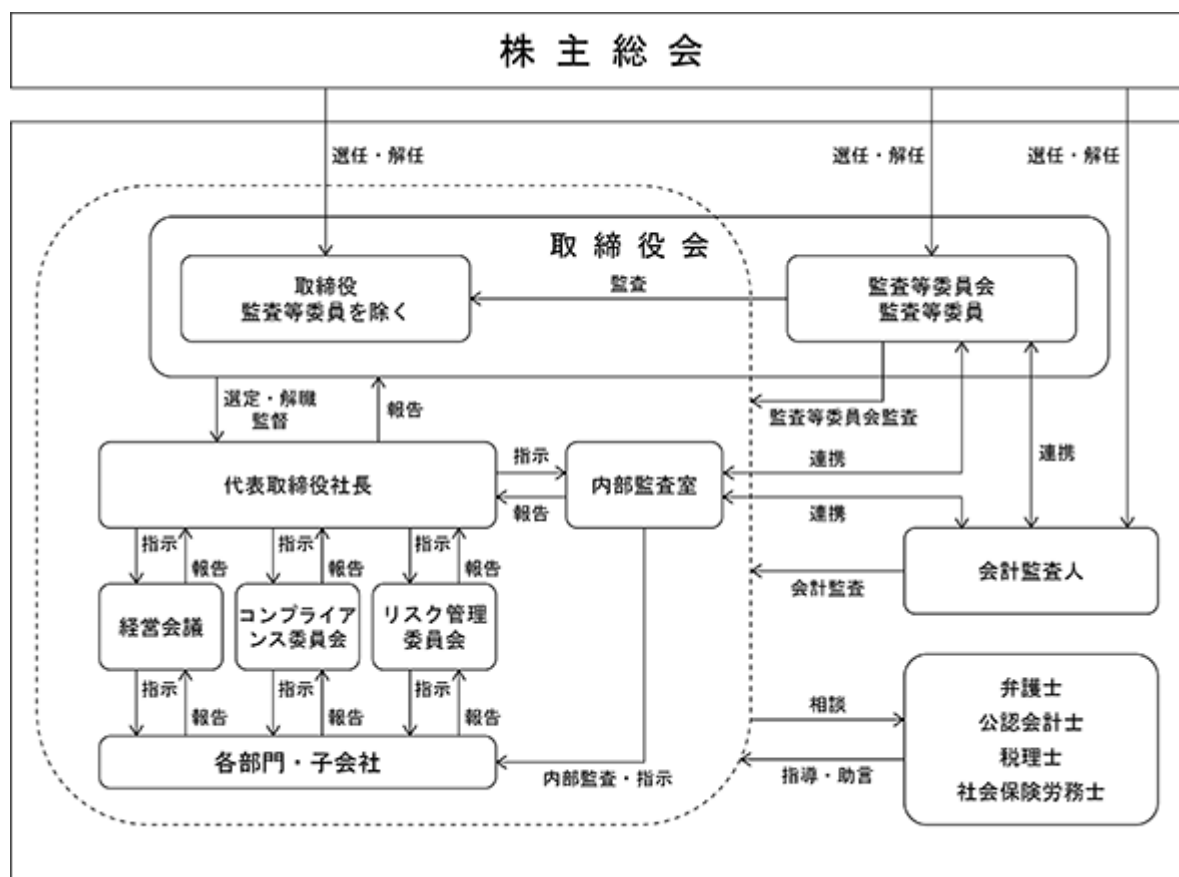 株主総会
選任・解任
選任・解任
選任・解任
取締役会
取締役
監査等委員を除く
監査
監査等委員会
監査等委員
選定・解職
監督
報告
監査等委員会監査
代表取締役社長
指示
報告
内部監査室
連携
連携
連携
指示
報告
指示
報告
指示
報告
会計監査
会計監査人
経営会議
コンプライア
ンス委員会
リスク管理
委員会
指示
報告
指示
報告
指示
報告
各部門・子会社
内部監査・指示
相談
指導・助言
弁護士
公認会計士
税理士
社会保険労務士